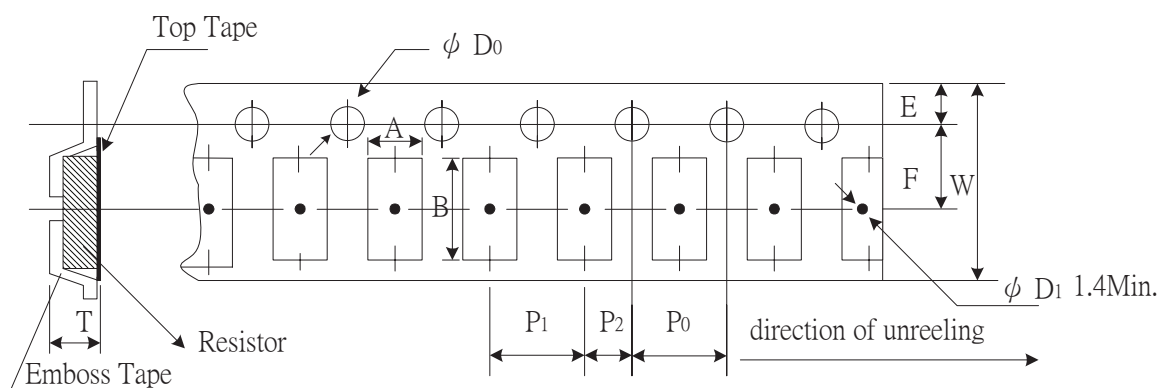 Top Tape
ψ D0
E
A
F
W
B
ψ D1 1.4Min.
T
P1
P2
P0
direction of unreeling
Resistor
Emboss Tape